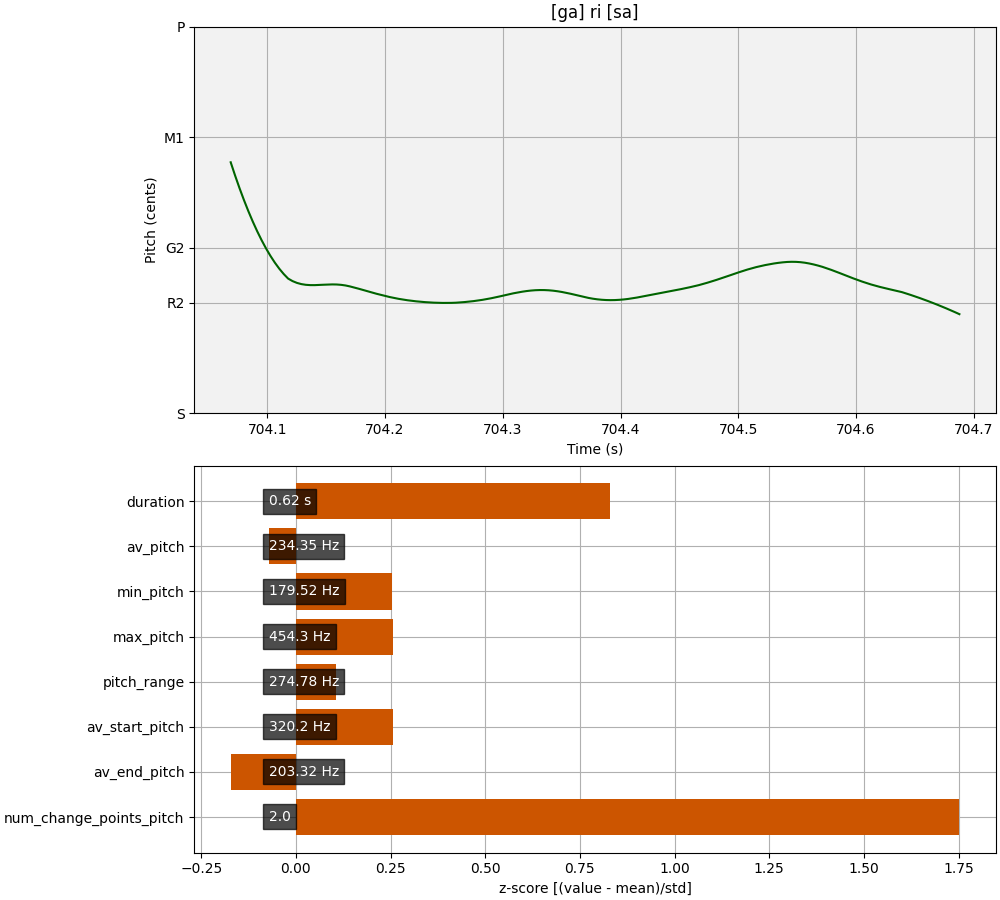 [ga] ri [sa]
P
M1
G2
R2
S
Pitch (cents)
704.1 704.2 704.3 704.4 704.5 704.6 704.7
Time (s)
duration 0.62 s
av_pitch 234.35 Hz
min_pitch 179.52 Hz
max_pitch 454.3 Hz
pitch_range 274.78 Hz
av_start_pitch 320.2 Hz
av_end_pitch 203.32 Hz
num_change_points_pitch 2.0
−0.25 0.00 0.25 0.50 0.75 1.00 1.25 1.50 1.75
z-score [(value - mean)/std]